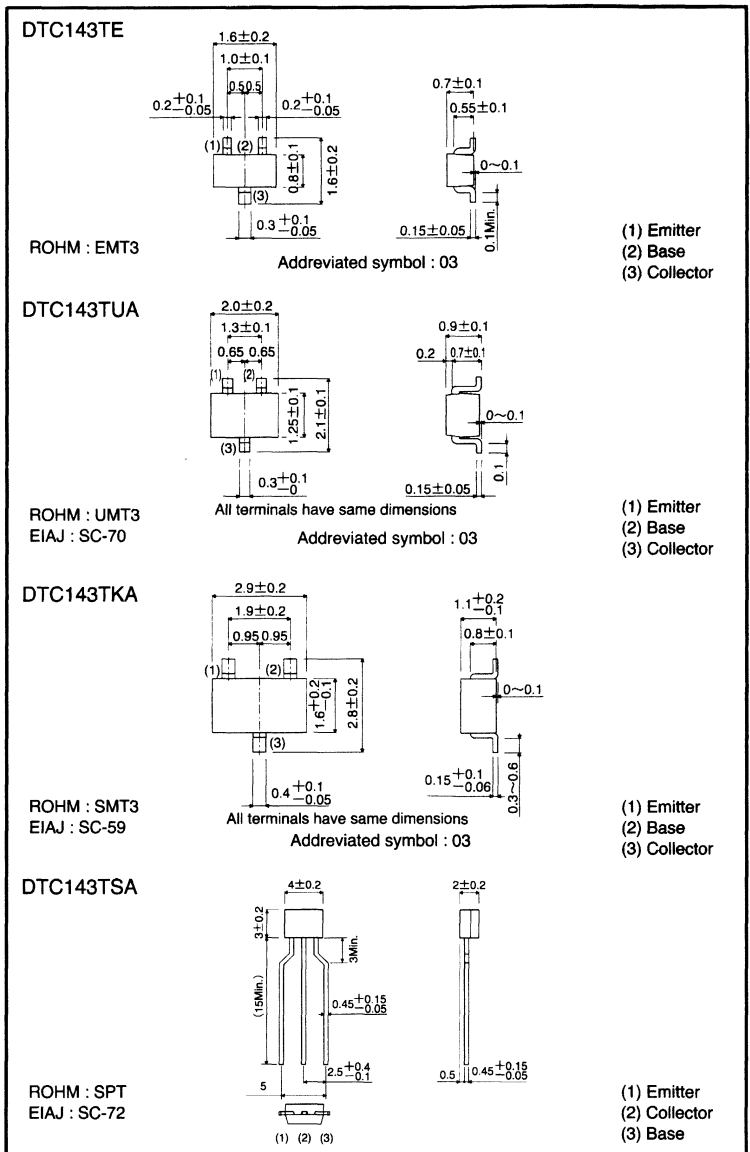 DTC143TE
1.6±0.2
1.0±0.1
0.5 0.5
0.2 +0.1 −0.05
0.2 +0.1 −0.05
(1) (2)
(3)
0.8±0.1
1.6±0.2
0.3 +0.1 −0.05
0.7±0.1
0.55±0.1
0~0.1
0.15±0.05
0.1Min.
ROHM : EMT3
Addreviated symbol : 03
(1) Emitter
(2) Base
(3) Collector
DTC143TUA
2.0±0.2
1.3±0.1
0.65 0.65
(1) (2)
(3)
1.25±0.1
2.1±0.1
0.3 +0.1 −0
0.9±0.1
0.2
0.7±0.1
0~0.1
0.15±0.05
0.1
All terminals have same dimensions
ROHM : UMT3
EIAJ : SC-70
Addreviated symbol : 03
(1) Emitter
(2) Base
(3) Collector
DTC143TKA
2.9±0.2
1.9±0.2
0.95 0.95
(1) (2)
(3)
1.6 +0.2 −0.1
2.8±0.2
0.4 +0.1 −0.05
1.1 +0.2 −0.1
0.8±0.1
0~0.1
0.15 +0.1 −0.06
0.3~0.6
All terminals have same dimensions
ROHM : SMT3
EIAJ : SC-59
Addreviated symbol : 03
(1) Emitter
(2) Base
(3) Collector
DTC143TSA
4±0.2
3±0.2
3Min.
(15Min.)
0.45 +0.15 −0.05
2.5 +0.4 −0.1
5
(1) (2) (3)
2±0.2
0.5
0.45 +0.15 −0.05
ROHM : SPT
EIAJ : SC-72
(1) Emitter
(2) Collector
(3) Base